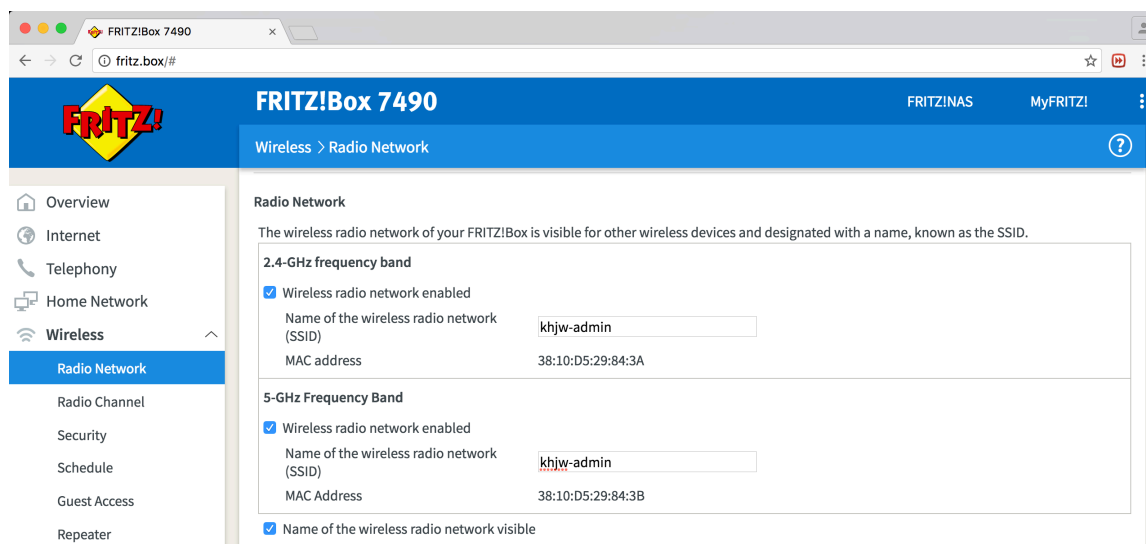 FRITZ!Box 7490
fritz.box/#
FRITZ!
FRITZ!Box 7490
FRITZ!NAS
MyFRITZ!
Wireless > Radio Network
Overview
Internet
Telephony
Home Network
Wireless
Radio Network
Radio Channel
Security
Schedule
Guest Access
Repeater
Radio Network
The wireless radio network of your FRITZ!Box is visible for other wireless devices and designated with a name, known as the SSID.
2.4-GHz frequency band
Wireless radio network enabled
Name of the wireless radio network
(SSID)
khjw-admin
MAC address 38:10:D5:29:84:3A
5-GHz Frequency Band
Wireless radio network enabled
Name of the wireless radio network
(SSID)
khjw-admin
MAC Address 38:10:D5:29:84:3B
Name of the wireless radio network visible